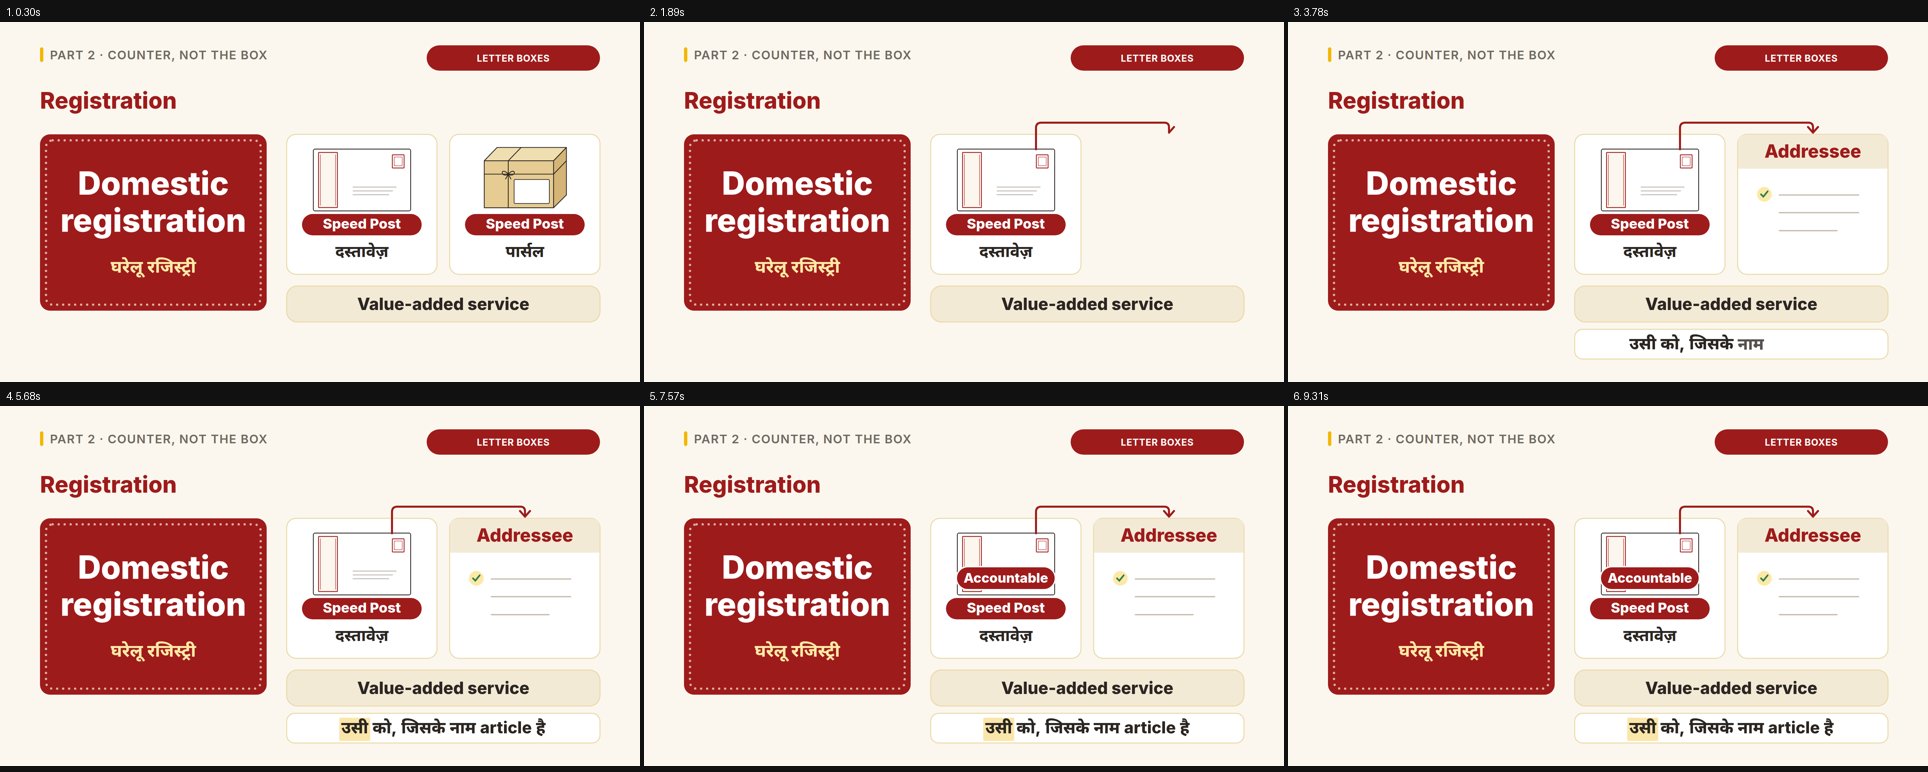 1. 0.30s
PART 2 · COUNTER, NOT THE BOX
LETTER BOXES
Registration
Domestic
registration
घरेलू रजिस्ट्री
Speed Post
दस्तावेज़
Speed Post
पार्सल
Value-added service
2. 1.89s
PART 2 · COUNTER, NOT THE BOX
LETTER BOXES
Registration
Domestic
registration
घरेलू रजिस्ट्री
Speed Post
दस्तावेज़
Value-added service
3. 3.78s
PART 2 · COUNTER, NOT THE BOX
LETTER BOXES
Registration
Domestic
registration
घरेलू रजिस्ट्री
Speed Post
दस्तावेज़
Addressee
Value-added service
उसी को, जिसके नाम
4. 5.68s
PART 2 · COUNTER, NOT THE BOX
LETTER BOXES
Registration
Domestic
registration
घरेलू रजिस्ट्री
Speed Post
दस्तावेज़
Addressee
Value-added service
उसी को, जिसके नाम article है
5. 7.57s
PART 2 · COUNTER, NOT THE BOX
LETTER BOXES
Registration
Domestic
registration
घरेलू रजिस्ट्री
Accountable
Speed Post
दस्तावेज़
Addressee
Value-added service
उसी को, जिसके नाम article है
6. 9.31s
PART 2 · COUNTER, NOT THE BOX
LETTER BOXES
Registration
Domestic
registration
घरेलू रजिस्ट्री
Accountable
Speed Post
दस्तावेज़
Addressee
Value-added service
उसी को, जिसके नाम article है